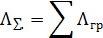 Λ_Σ = ∑ Λ_гр